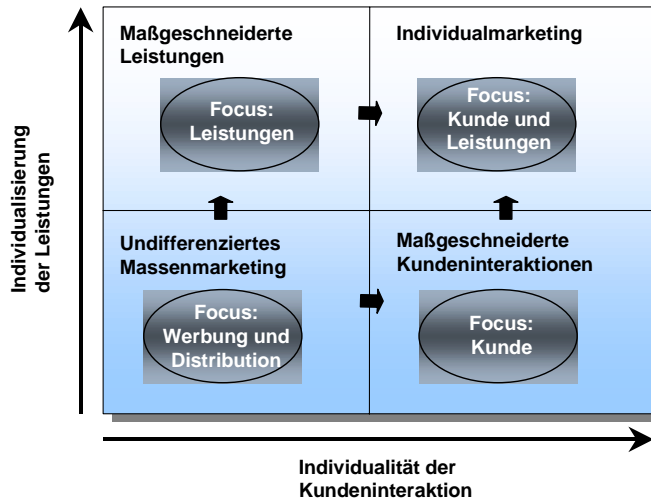 Maßgeschneiderte
Leistungen
Focus:
Leistungen
Individualmarketing
Focus:
Kunde und
Leistungen
Individualisierung
der Leistungen
Undifferenziertes
Massenmarketing
Focus:
Werbung und
Distribution
Maßgeschneiderte
Kundeninteraktionen
Focus:
Kunde
Individualität der
Kundeninteraktion